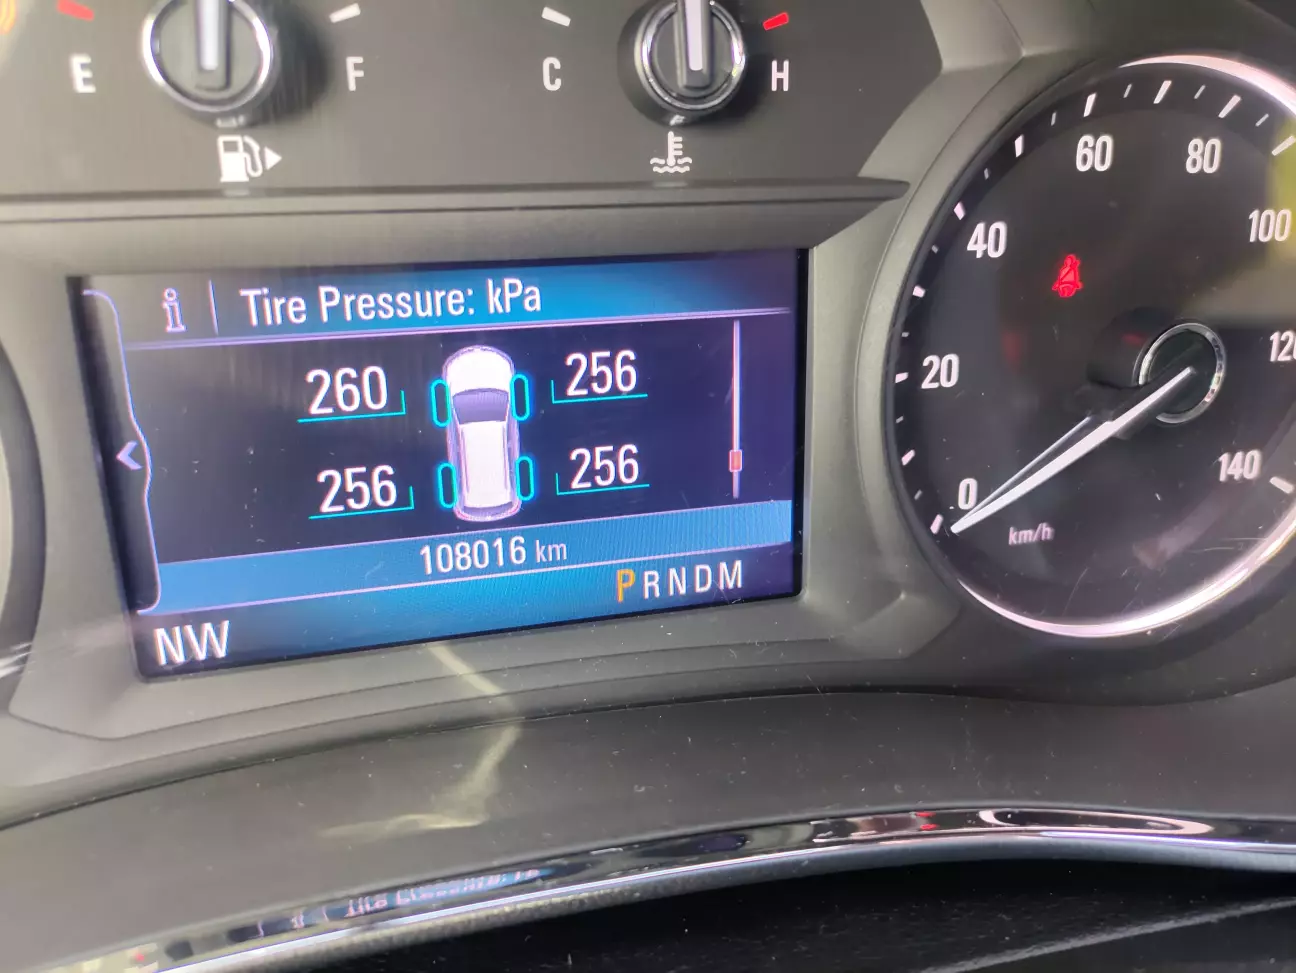 E F C H
60 80
40 100
20
0 140
km/h
i Tire Pressure: kPa
260 256
256 256
108016 km
PRNDM
NW